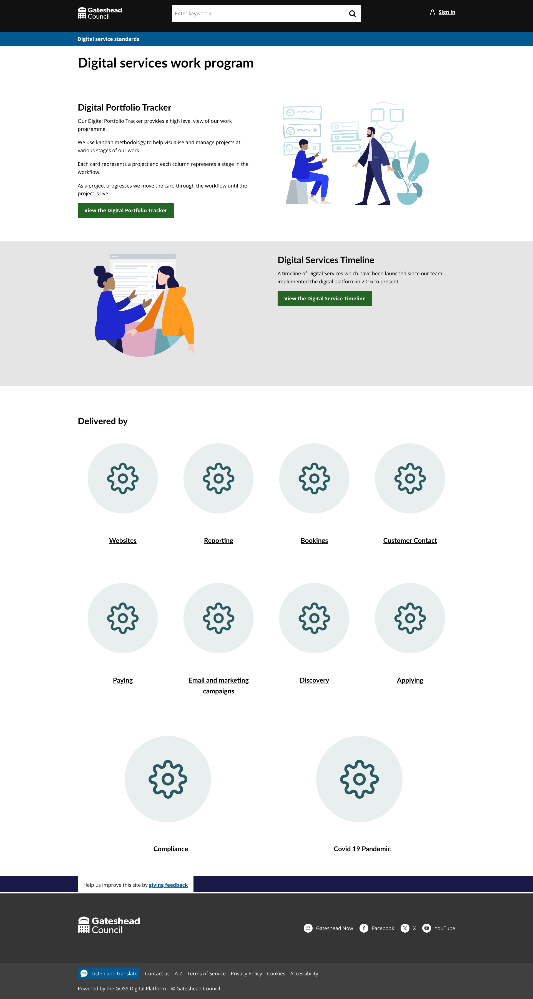 Gateshead
Council
Enter keywords
Sign in
Digital service standards
Digital services work program
Digital Portfolio Tracker
Our Digital Portfolio Tracker provides a high level view of our work
programme.
We use kanban methodology to help visualise and manage projects at
various stages of our work.
Each card represents a project and each column represents a stage in the
workflow.
As a project progresses we move the card through the workflow until the
project is live.
View the Digital Portfolio Tracker
Digital Services Timeline
A timeline of Digital Services which have been launched since our team
implemented the digital platform in 2016 to present.
View the Digital Service Timeline
Delivered by
Websites
Reporting
Bookings
Customer Contact
Paying
Email and marketing
campaigns
Discovery
Applying
Compliance
Covid 19 Pandemic
Help us improve this site by giving feedback
Gateshead
Council
Gateshead Now
Facebook
X
YouTube
me Listen and translate
Contact us
A-Z
Terms of Service
Privacy Policy
Cookies
Accessibility
Powered by the GOSS Digital Platform
© Gateshead Council